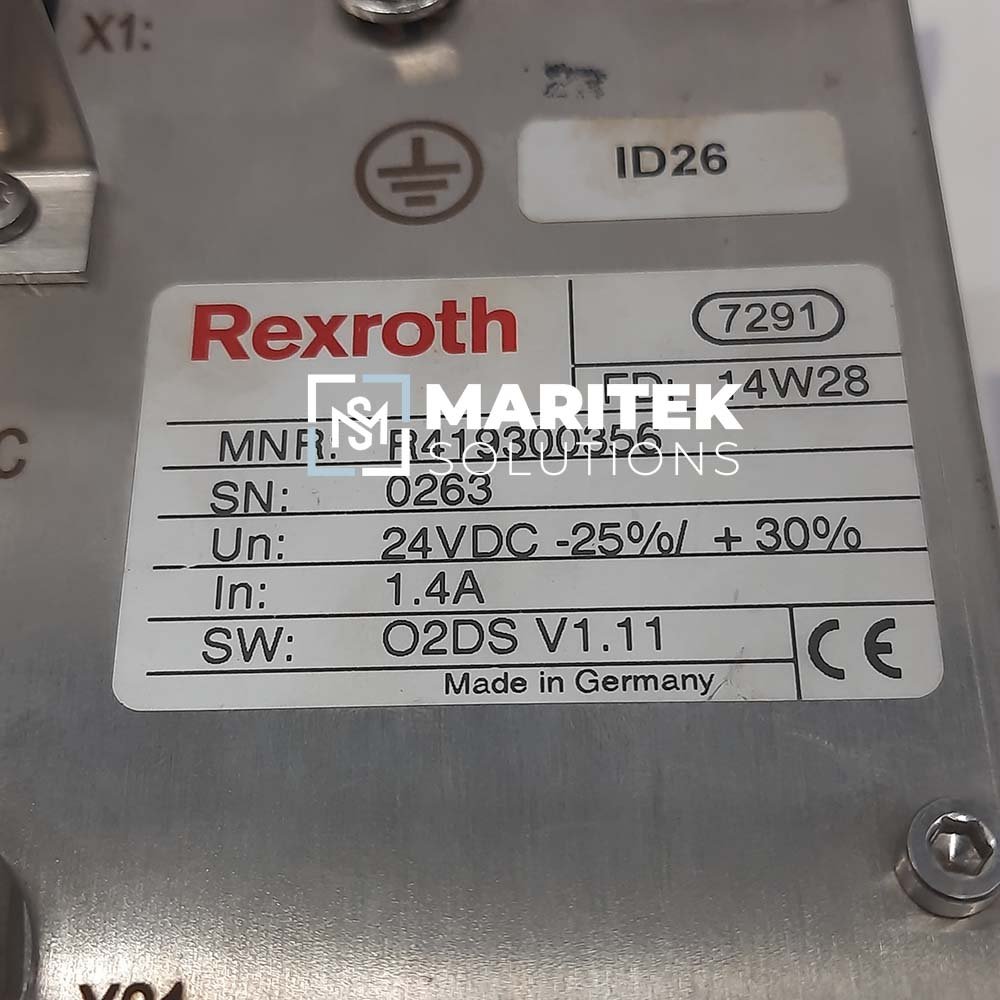 X1:
ID26
Rexroth
7291
FD: 14W28
MARITEK
SOLUTIONS
MNR: R419300356
SN: 0263
Un: 24VDC -25%/ +30%
In: 1.4A
SW: O2DS V1.11
CE
Made in Germany
C